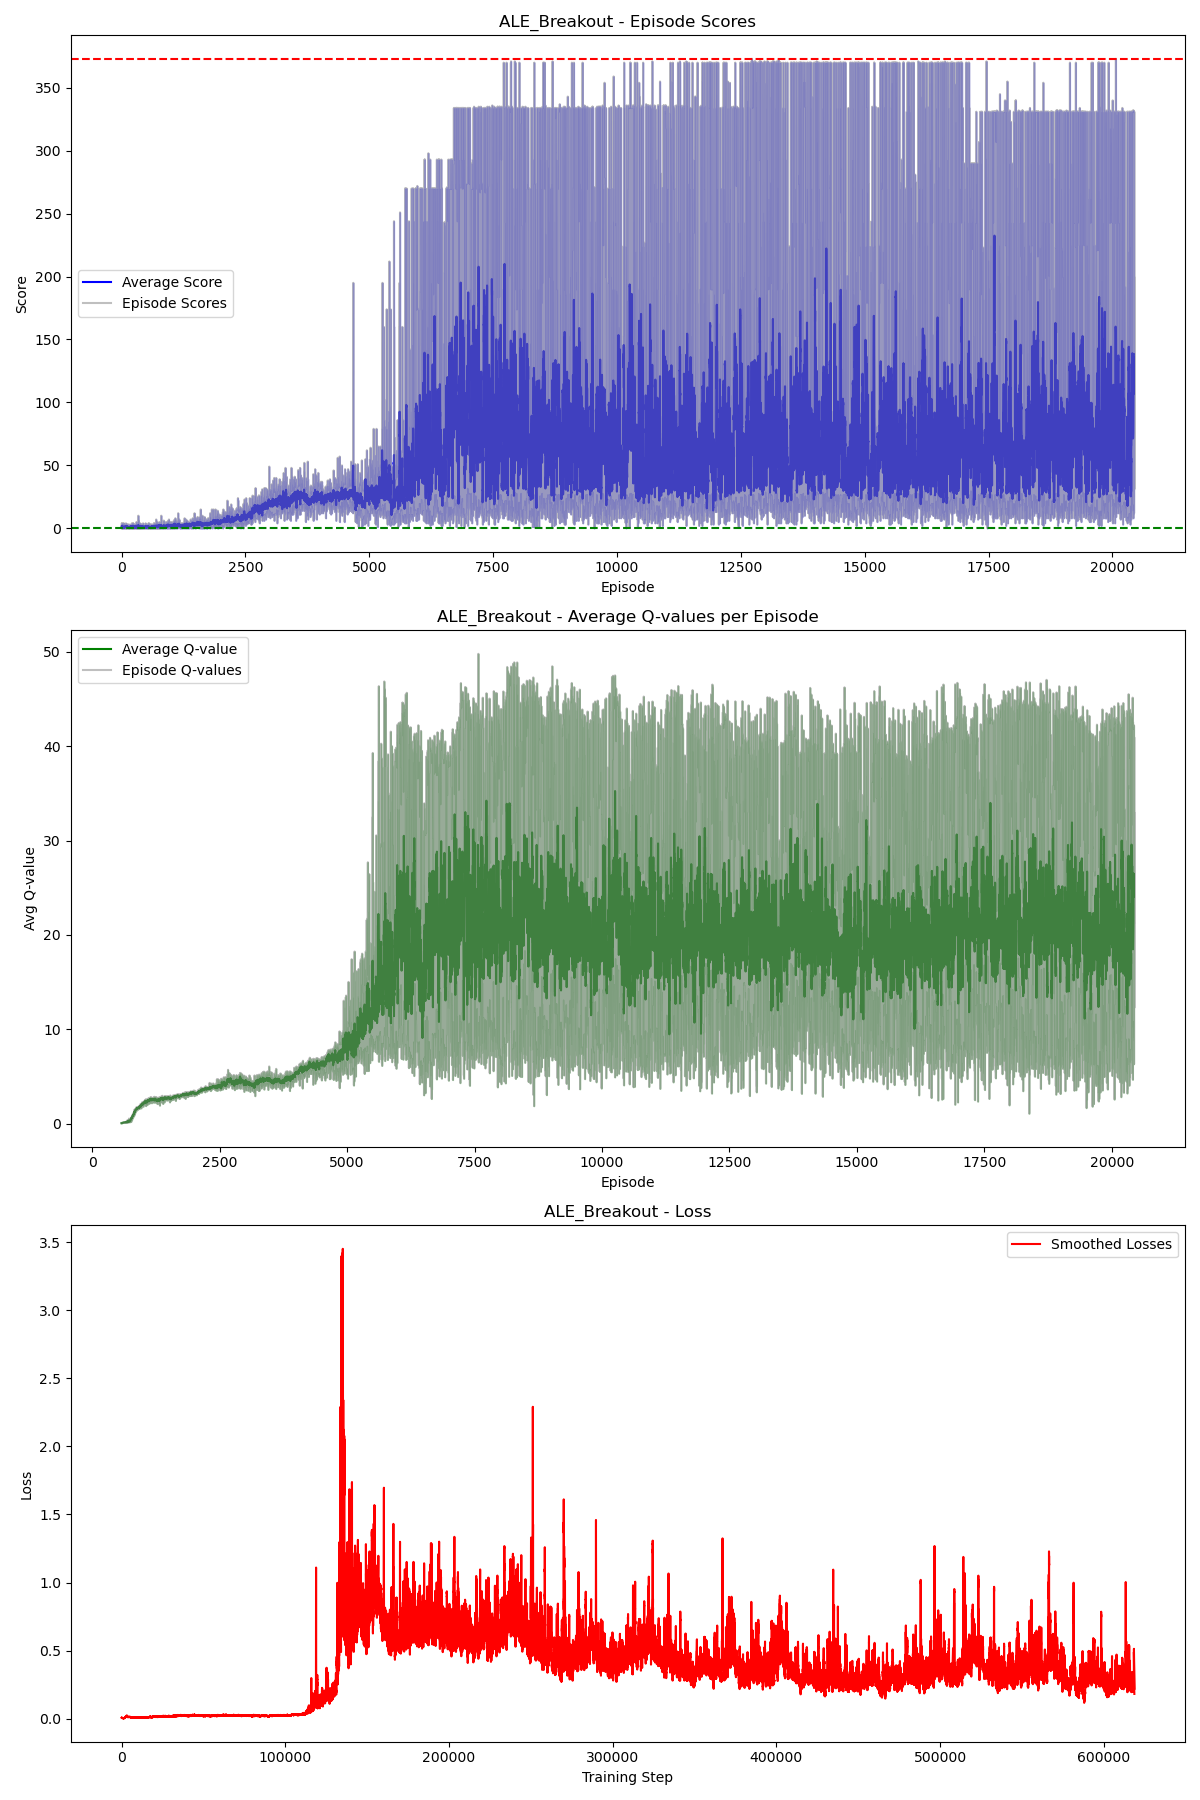 ALE_Breakout - Episode Scores
350
300
250
200
150
100
50
0
Score
Average Score
Episode Scores
0 2500 5000 7500 10000 12500 15000 17500 20000
Episode
ALE_Breakout - Average Q-values per Episode
50
40
30
20
10
0
Avg Q-value
Average Q-value
Episode Q-values
0 2500 5000 7500 10000 12500 15000 17500 20000
Episode
ALE_Breakout - Loss
3.5
3.0
2.5
2.0
1.5
1.0
0.5
0.0
Loss
Smoothed Losses
0 100000 200000 300000 400000 500000 600000
Training Step